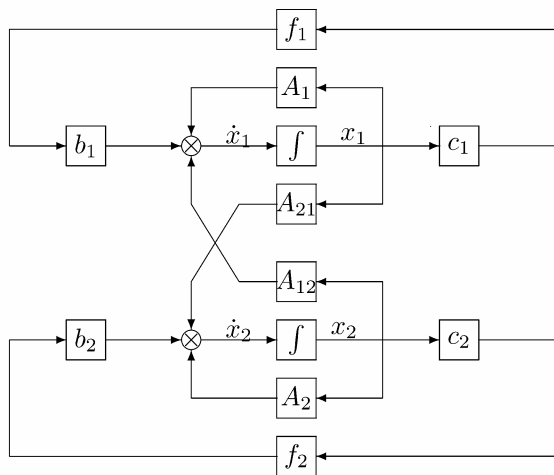 f₁
A₁
b₁ ẋ₁ ∫ x₁ c₁
A₂₁
A₁₂
b₂ ẋ₂ ∫ x₂ c₂
A₂
f₂